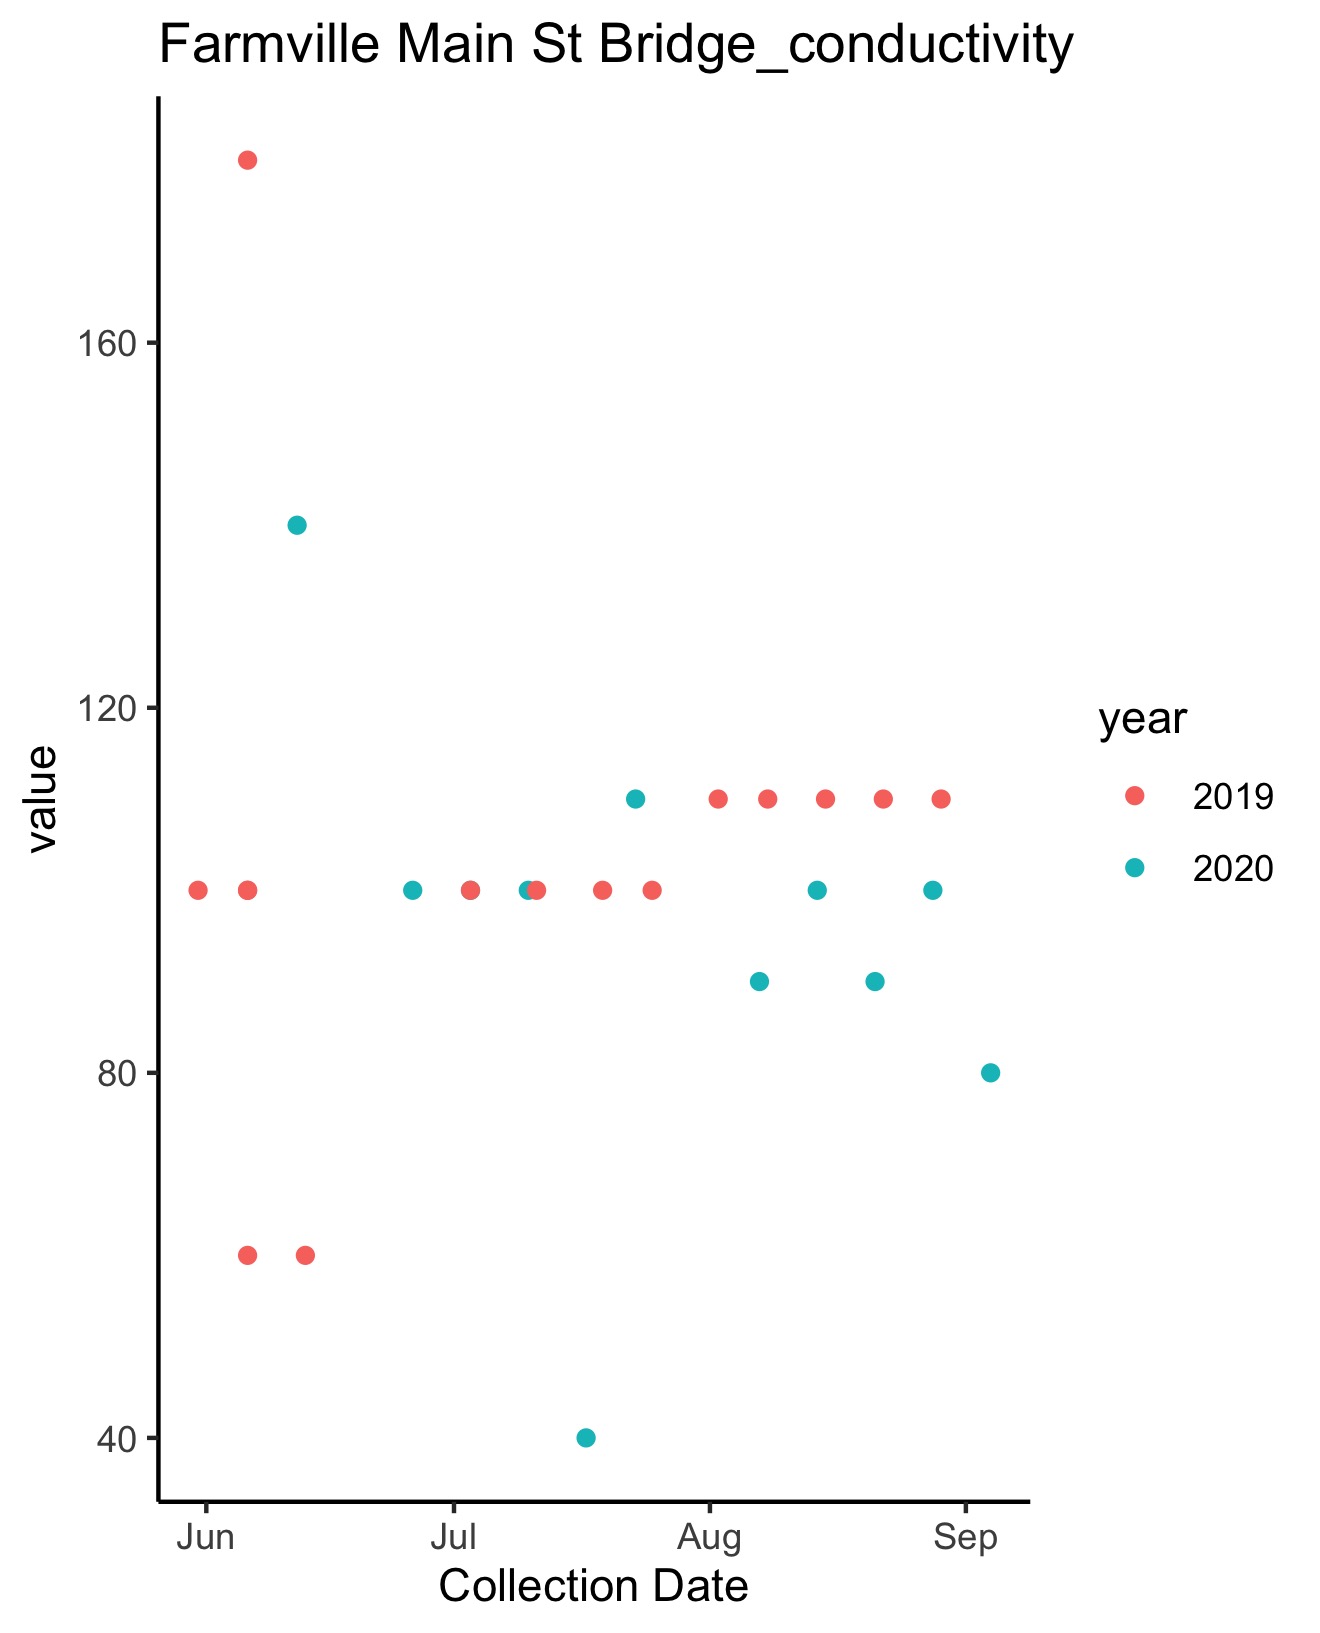 Farmville Main St Bridge_conductivity
160
120
80
40
value
Jun Jul Aug Sep
Collection Date
year
2019
2020